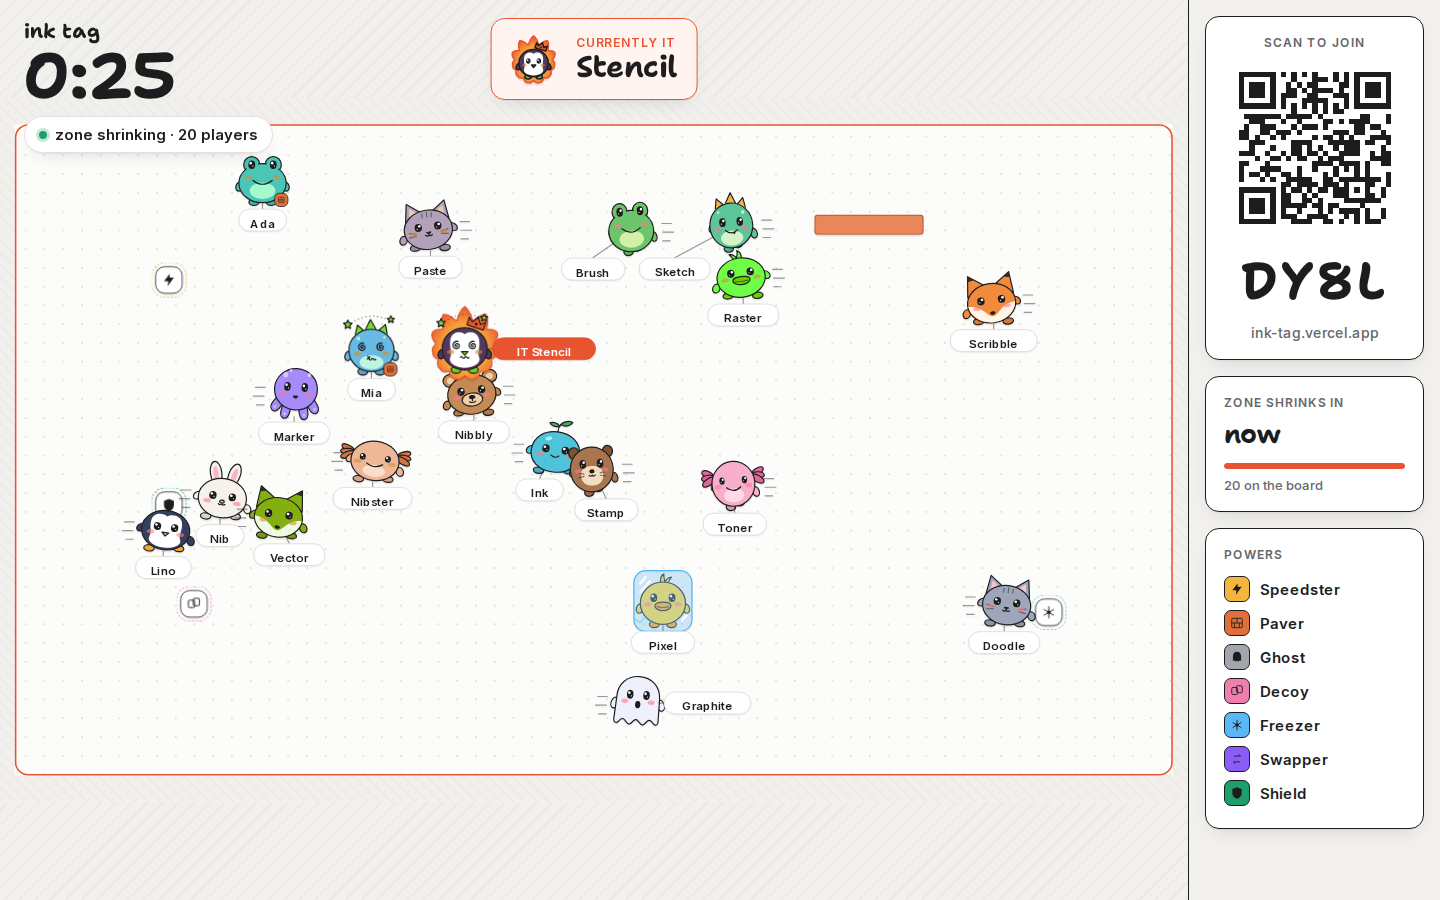 ink tag
0:25
CURRENTLY IT
Stencil
zone shrinking · 20 players
Ada
Paste
Brush
Sketch
Raster
Scribble
IT Stencil
Mia
Marker
Nibbly
Nibster
Ink
Stamp
Toner
Nib
Vector
Lino
Pixel
Doodle
Graphite
SCAN TO JOIN
DY8L
ink-tag.vercel.app
ZONE SHRINKS IN
now
20 on the board
POWERS
Speedster
Paver
Ghost
Decoy
Freezer
Swapper
Shield